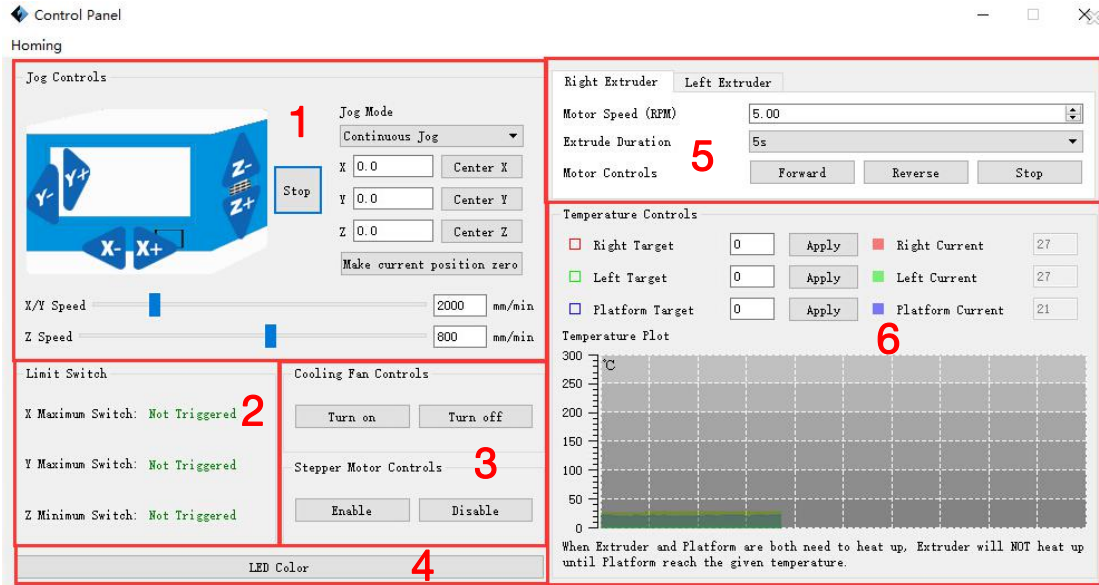 Control Panel
Homing
Jog Controls
1
Jog Mode
Continuous Jog
Y- Y+ Z- Z+ X- X+
Stop
X 0.0 Center X
Y 0.0 Center Y
Z 0.0 Center Z
Make current position zero
X/Y Speed 2000 mm/min
Z Speed 800 mm/min
Right Extruder Left Extruder
Motor Speed (RPM) 5.00
Extrude Duration 5s
5
Motor Controls Forward Reverse Stop
Limit Switch
X Maximum Switch: Not Triggered
2
Y Maximum Switch: Not Triggered
Z Minimum Switch: Not Triggered
Cooling Fan Controls
Turn on Turn off
Stepper Motor Controls
3
Enable Disable
LED Color
4
Temperature Controls
Right Target 0 Apply Right Current 27
Left Target 0 Apply Left Current 27
Platform Target 0 Apply Platform Current 21
6
Temperature Plot
300 °C
250
200
150
100
50
0
When Extruder and Platform are both need to heat up, Extruder will NOT heat up
until Platform reach the given temperature.